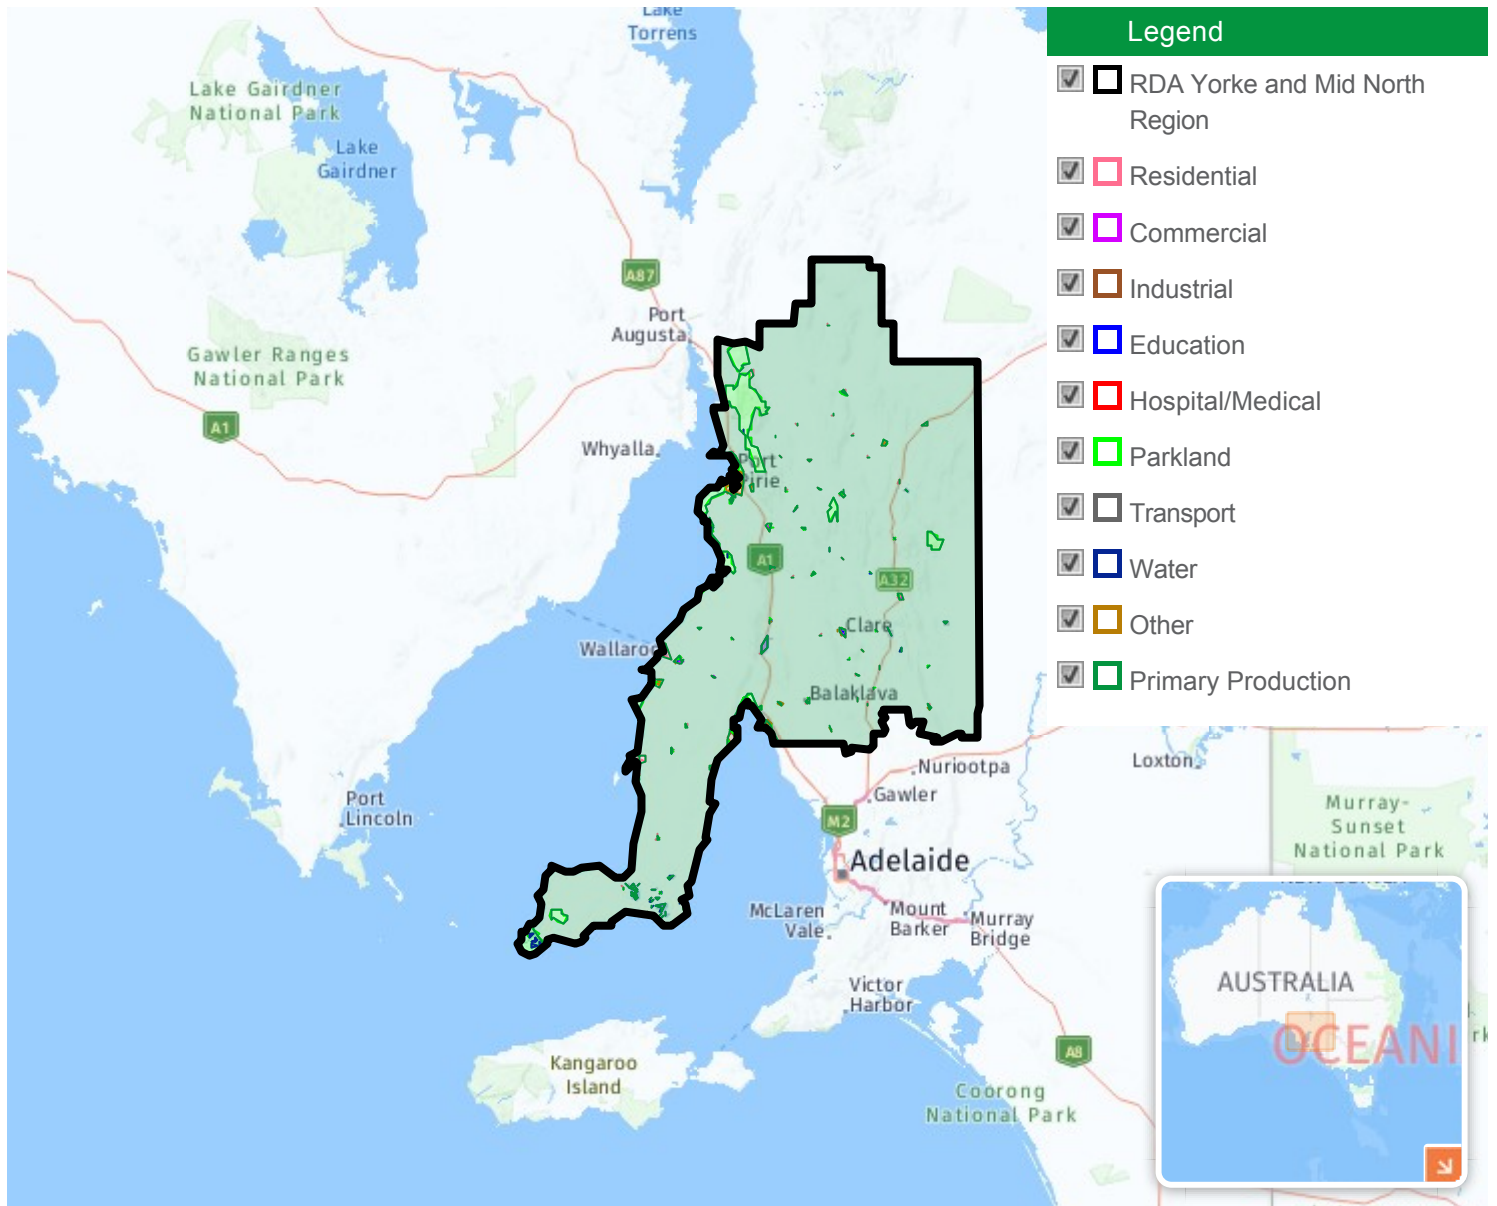 Lake
Torrens
Legend
Lake Gairdner
National Park
Lake
Gairdner
A87
Port
Augusta
Gawler Ranges
National Park
A1
Whyalla
Port
Pirie
A1
A32
Clare
Wallaroo
Balaklava
Nuriootpa
Gawler
Port
Lincoln
M2
Adelaide
McLaren
Vale
Mount
Barker
Murray
Bridge
Victor
Harbor
Kangaroo
Island
A8
Coorong
National Park
Loxton
Murray-
Sunset
National Park
RDA Yorke and Mid North
Region
Residential
Commercial
Industrial
Education
Hospital/Medical
Parkland
Transport
Water
Other
Primary Production
AUSTRALIA
OCEANI
rk